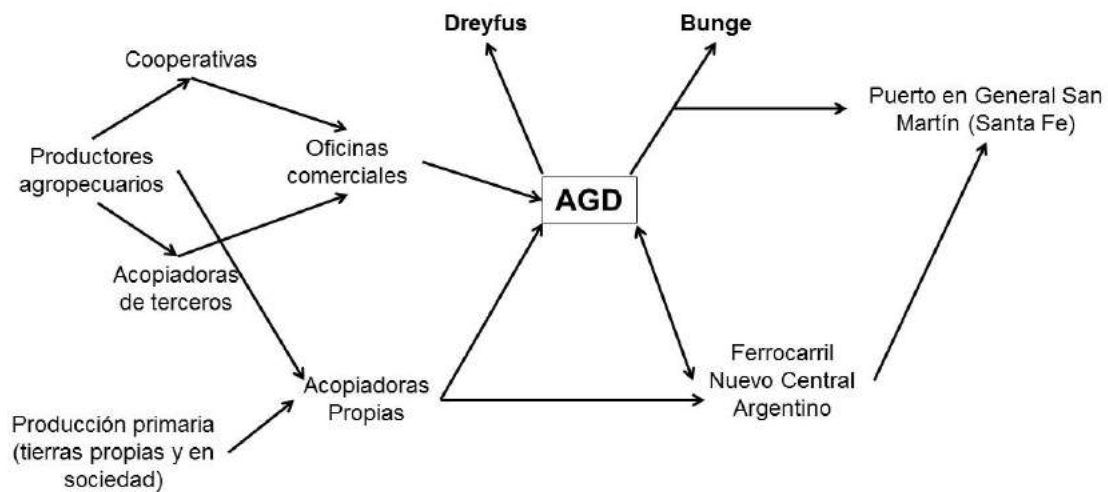 Dreyfus
Bunge
Cooperativas
Puerto en General San
Martín (Santa Fe)
Productores
agropecuarios
Oficinas
comerciales
AGD
Acopiadoras
de terceros
Ferrocarril
Nuevo Central
Argentino
Acopiadoras
Propias
Producción primaria
(tierras propias y en
sociedad)